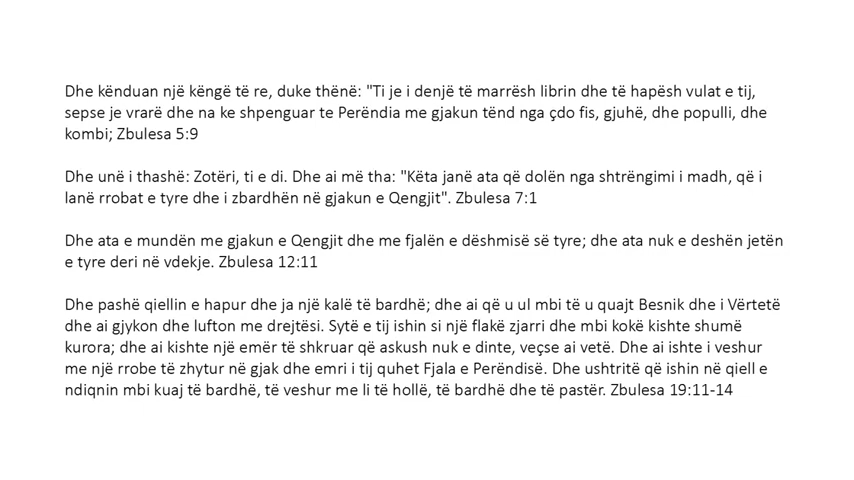 Dhe kënduan një këngë të re, duke thënë: "Ti je i denjë të marrësh librin dhe të hapësh vulat e tij,
sepse je vrarë dhe na ke shpenguar te Perëndia me gjakun tënd nga çdo fis, gjuhë, dhe populli, dhe
kombi; Zbulesa 5:9
Dhe unë i thashë: Zotëri, ti e di. Dhe ai më tha: "Këta janë ata që dolën nga shtrëngimi i madh, që i
lanë rrobat e tyre dhe i zbardhën në gjakun e Qengjit". Zbulesa 7:1
Dhe ata e mundën me gjakun e Qengjit dhe me fjalën e dëshmisë së tyre; dhe ata nuk e deshën jetën
e tyre deri në vdekje. Zbulesa 12:11
Dhe pashë qiellin e hapur dhe ja një kalë të bardhë; dhe ai që u ul mbi të u quajt Besnik dhe i Vërtetë
dhe ai gjykon dhe lufton me drejtësi. Sytë e tij ishin si një flakë zjarri dhe mbi kokë kishte shumë
kurora; dhe ai kishte një emër të shkruar që askush nuk e dinte, veçse ai vetë. Dhe ai ishte i veshur
me një rrobe të zhytur në gjak dhe emri i tij quhet Fjala e Perëndisë. Dhe ushtritë që ishin në qiell e
ndiqnin mbi kuaj të bardhë, të veshur me li të hollë, të bardhë dhe të pastër. Zbulesa 19:11-14